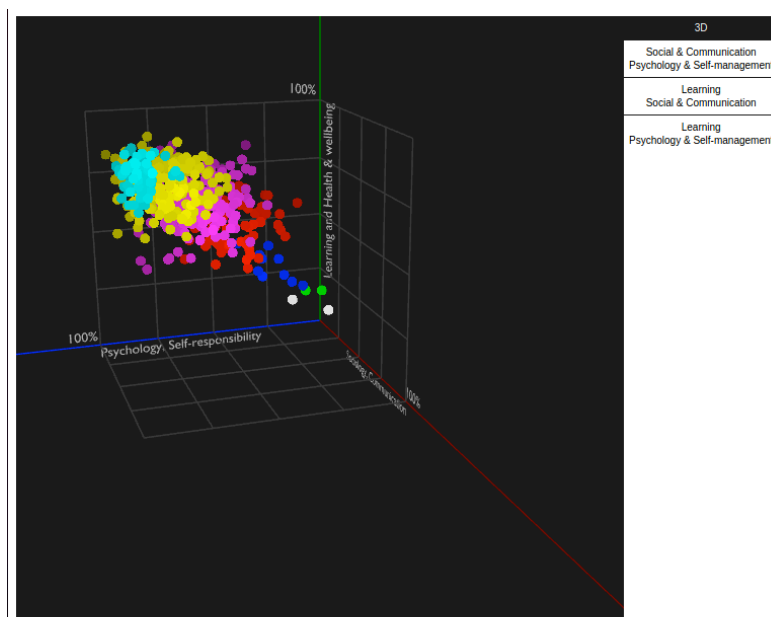 3D
Social & Communication
Psychology & Self-management
Learning
Social & Communication
Learning
Psychology & Self-management
100%
Learning and Health & wellbeing
100%
Psychology, Self-responsibility
Communication
100%